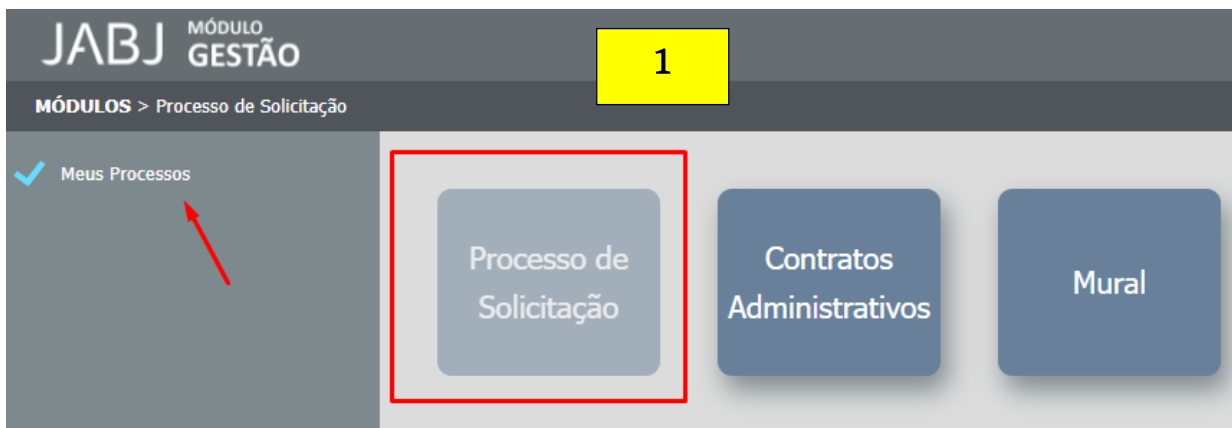 JABJ MÓDULO
GESTÃO
1
MÓDULOS > Processo de Solicitação
Meus Processos
Processo de
Solicitação
Contratos
Administrativos
Mural